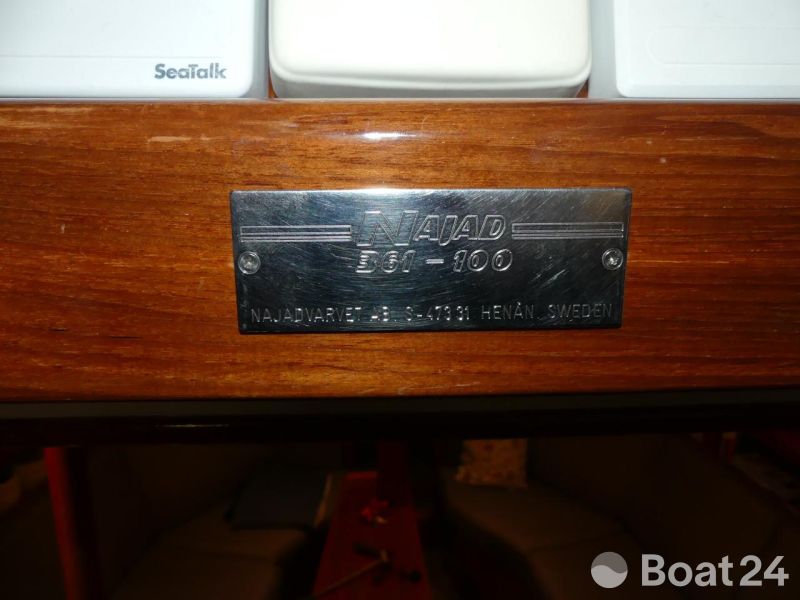 SeaTalk
NAJAD
361 - 100
NAJADVARVET AB. S-473 31 HENÅN. SWEDEN
Boat24